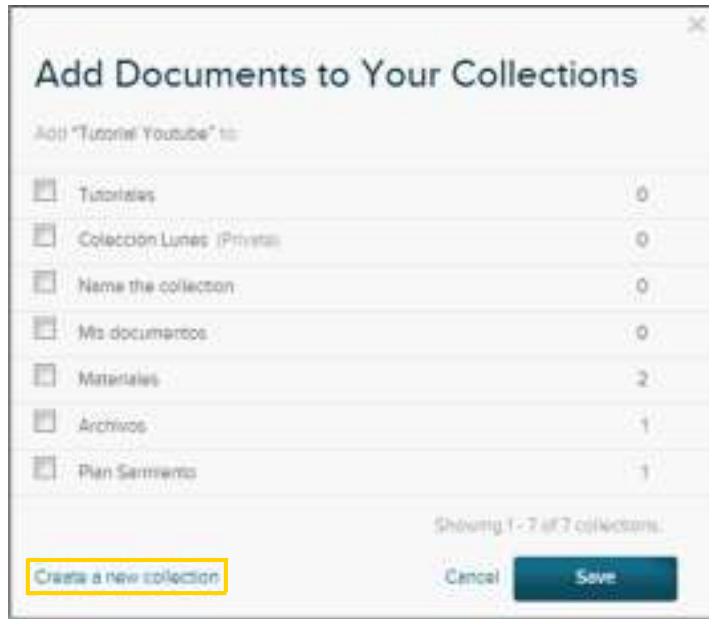 Add Documents to Your Collections
Add "Tutorial Youtube" to:
Tutoriales 0
Colección Lunes (Private) 0
Name the collection 0
Mis documentos 0
Materiales 2
Archivos 1
Plan Sarmiento 1
Showing 1 - 7 of 7 collections.
Create a new collection Cancel Save